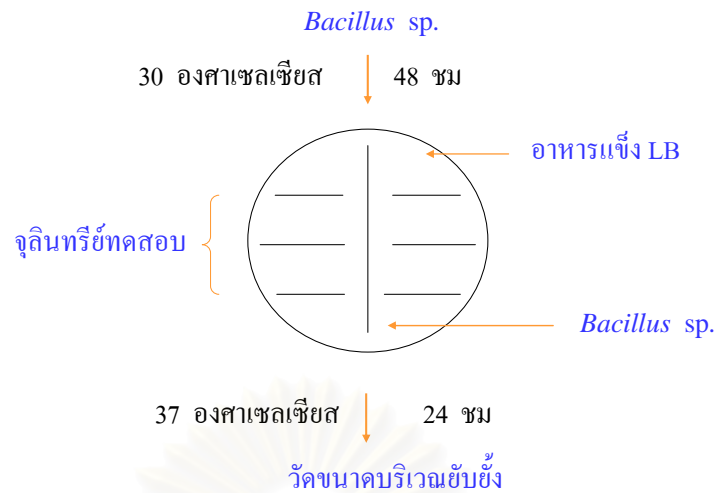 Bacillus sp.
30 องศาเซลเซียส 48 ชม
อาหารแข็ง LB
จุลินทรีย์ทดสอบ
Bacillus sp.
37 องศาเซลเซียส 24 ชม
วัดขนาดบริเวณยับยั้ง